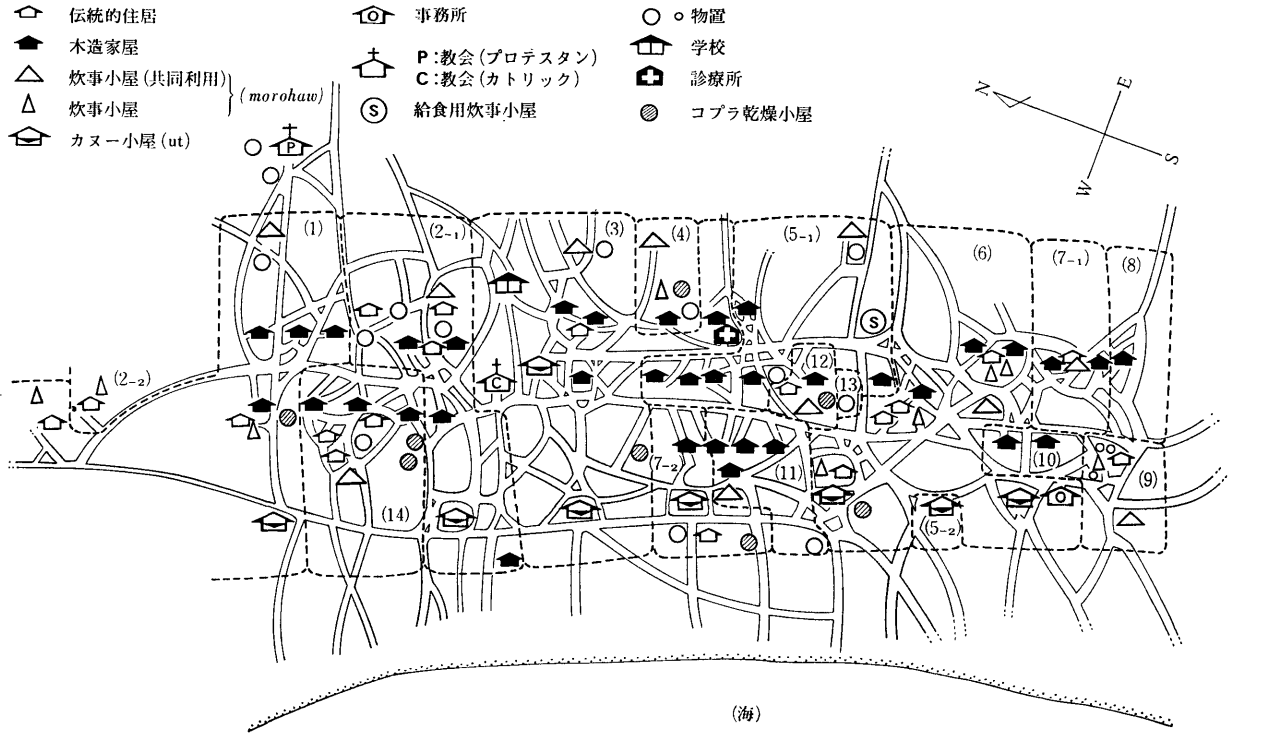 伝統的住居
木造家屋
炊事小屋(共同利用)
炊事小屋
(morohaw)
カヌー小屋(ut)
事務所
P:教会(プロテスタン)
C:教会(カトリック)
S 給食用炊事小屋
物置
学校
診療所
コプラ乾燥小屋
N
E
S
W
P
(1)
(2-1)
(3)
(4)
(5-1)
(6)
(7-1)
(8)
S
(2-2)
C
(12)
(13)
(7-2)
(11)
(10)
(9)
(14)
(5-2)
(海)